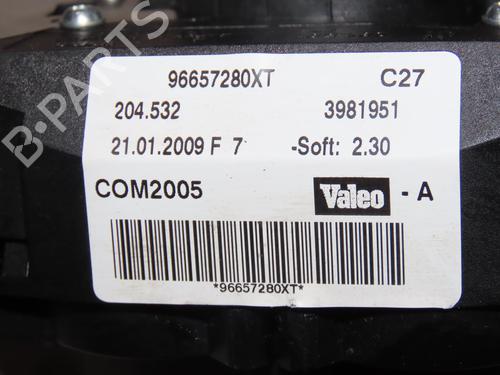 96657280XT C27
204.532 3981951
21.01.2009 F 7 -Soft: 2.30
COM2005 Valeo - A
*96657280XT*
B-PARTS